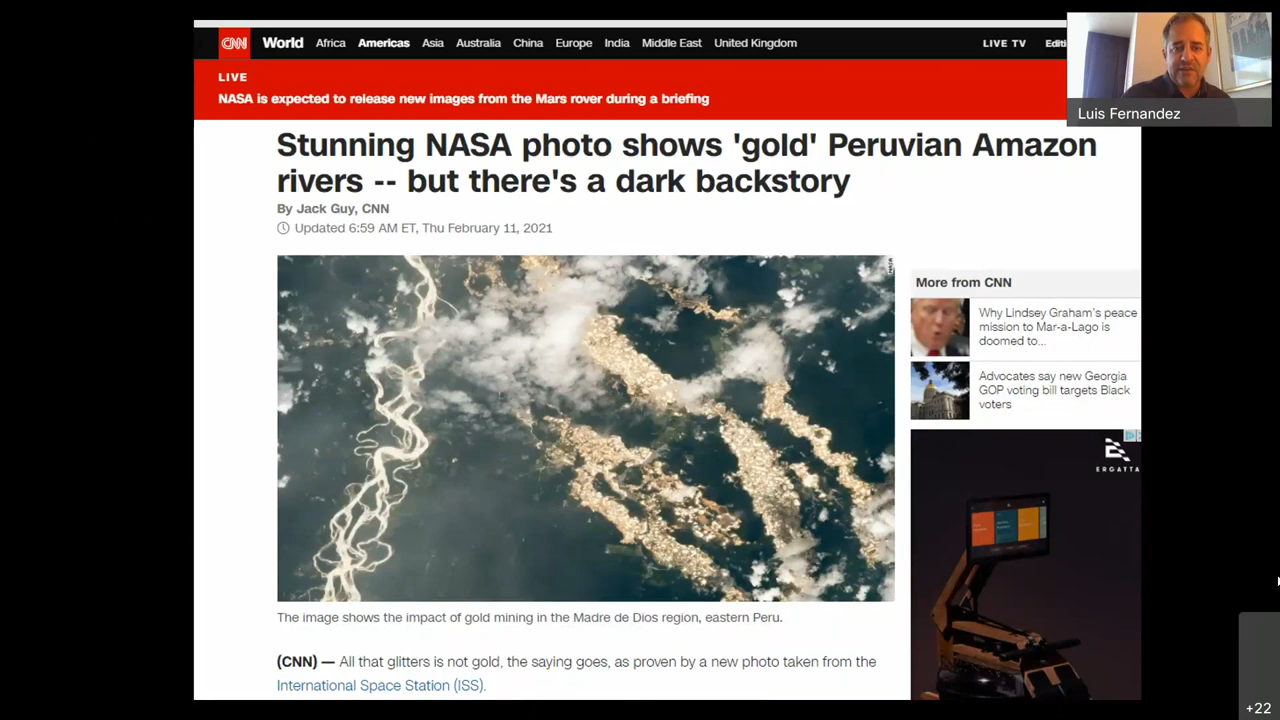 CNN World Africa Americas Asia Australia China Europe India Middle East United Kingdom LIVE TV
LIVE
NASA is expected to release new images from the Mars rover during a briefing
Luis Fernandez
Stunning NASA photo shows 'gold' Peruvian Amazon
rivers -- but there's a dark backstory
By Jack Guy, CNN
Updated 6:59 AM ET, Thu February 11, 2021
NASA
The image shows the impact of gold mining in the Madre de Dios region, eastern Peru.
(CNN) — All that glitters is not gold, the saying goes, as proven by a new photo taken from the
International Space Station (ISS).
More from CNN
Why Lindsey Graham's peace
mission to Mar-a-Lago is
doomed to...
Advocates say new Georgia
GOP voting bill targets Black
voters
ERGATTA
+22